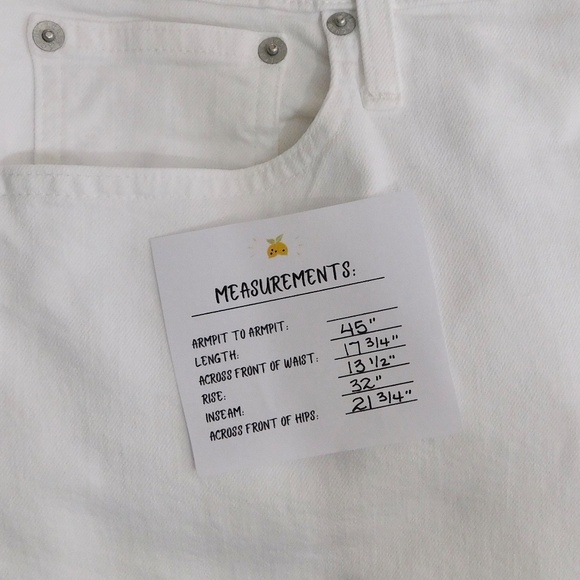 MEASUREMENTS:
ARMPIT TO ARMPIT:
LENGTH: 45"
ACROSS FRONT OF WAIST: 17 3/4"
RISE: 13 1/2"
INSEAM: 32"
ACROSS FRONT OF HIPS: 21 3/4"